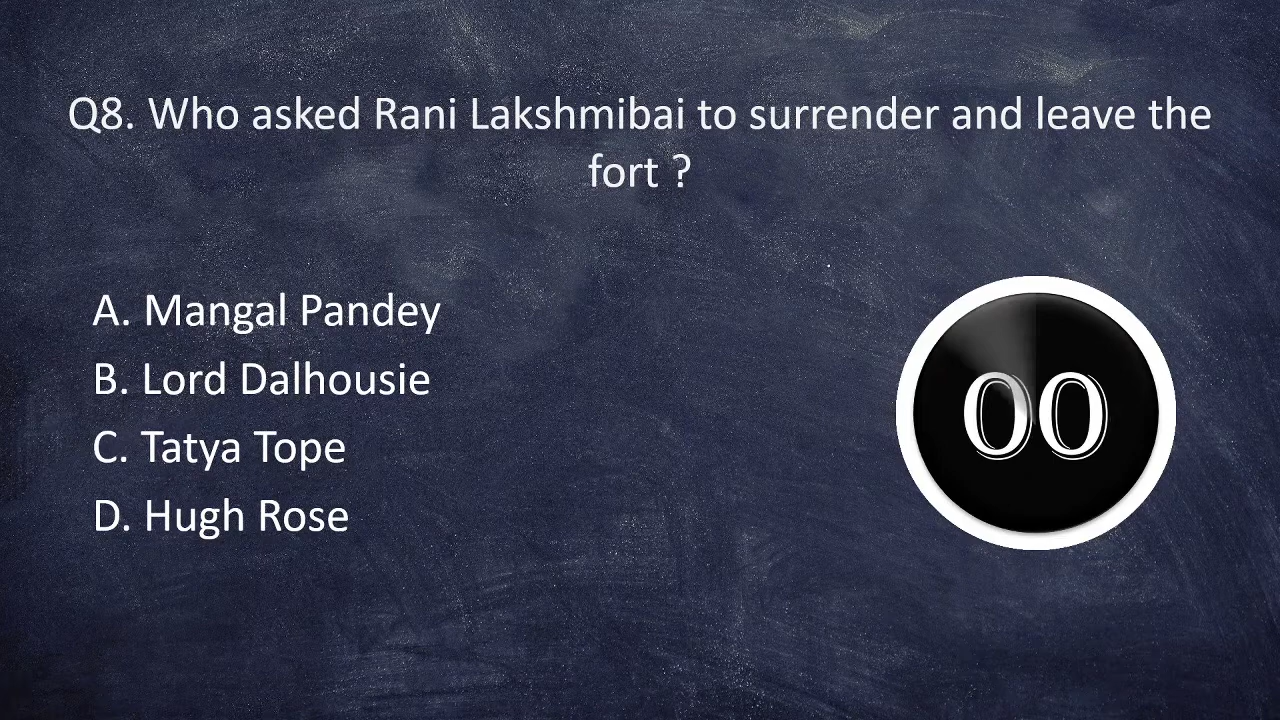 Q8. Who asked Rani Lakshmibai to surrender and leave the
fort ?
A. Mangal Pandey
B. Lord Dalhousie
C. Tatya Tope
D. Hugh Rose
00